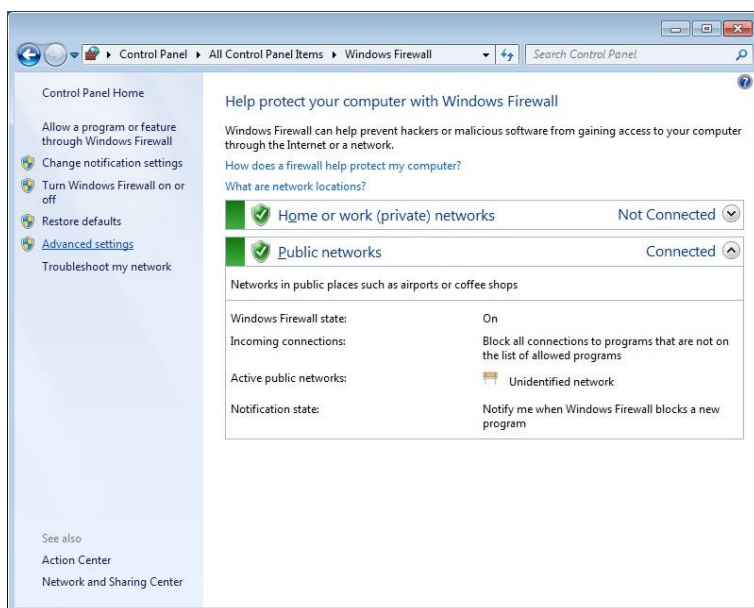 Control Panel ▸ All Control Panel Items ▸ Windows Firewall
Search Control Panel
Control Panel Home
Allow a program or feature
through Windows Firewall
Change notification settings
Turn Windows Firewall on or
off
Restore defaults
Advanced settings
Troubleshoot my network
See also
Action Center
Network and Sharing Center
Help protect your computer with Windows Firewall
Windows Firewall can help prevent hackers or malicious software from gaining access to your computer
through the Internet or a network.
How does a firewall help protect my computer?
What are network locations?
Home or work (private) networks Not Connected
Public networks Connected
Networks in public places such as airports or coffee shops
Windows Firewall state: On
Incoming connections: Block all connections to programs that are not on
the list of allowed programs
Active public networks: Unidentified network
Notification state: Notify me when Windows Firewall blocks a new
program